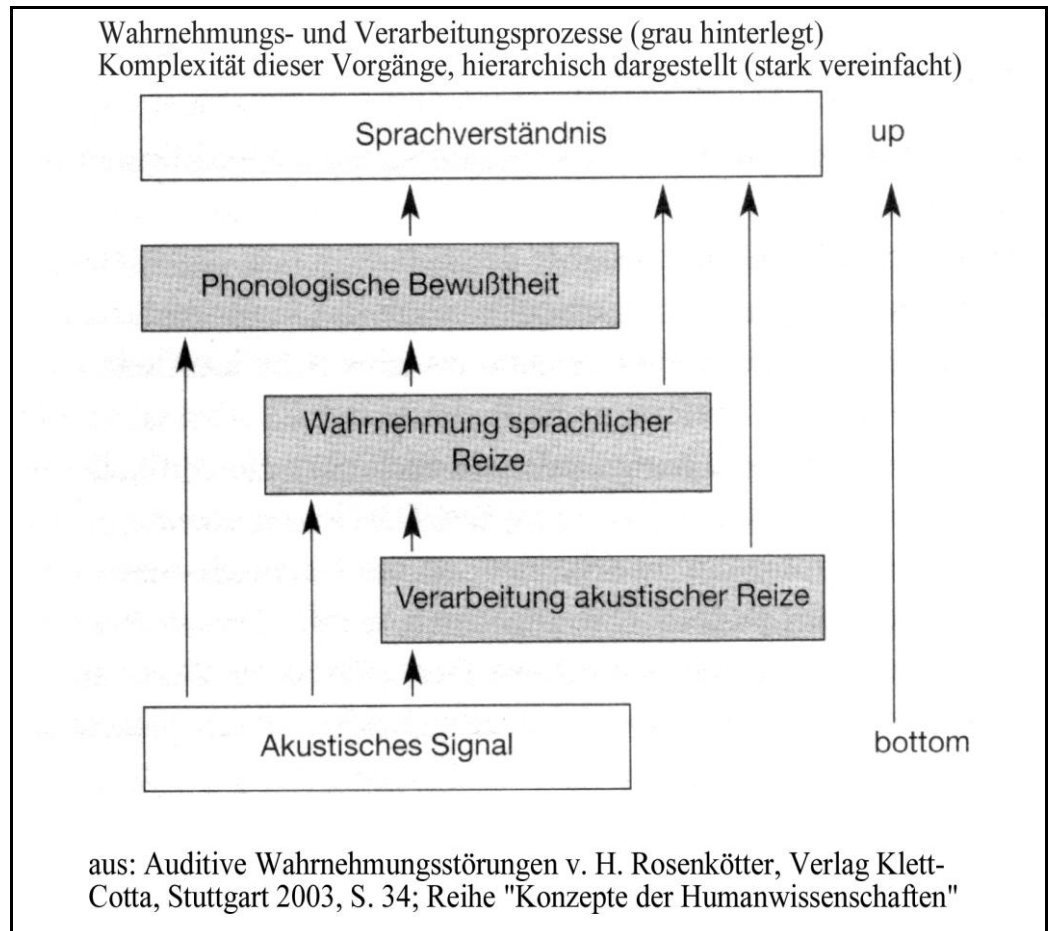 Wahrnehmungs- und Verarbeitungsprozesse (grau hinterlegt)
Komplexität dieser Vorgänge, hierarchisch dargestellt (stark vereinfacht)
Sprachverständnis
up
Phonologische Bewußtheit
Wahrnehmung sprachlicher
Reize
Verarbeitung akustischer Reize
Akustisches Signal
bottom
aus: Auditive Wahrnehmungsstörungen v. H. Rosenkötter, Verlag Klett-
Cotta, Stuttgart 2003, S. 34; Reihe "Konzepte der Humanwissenschaften"